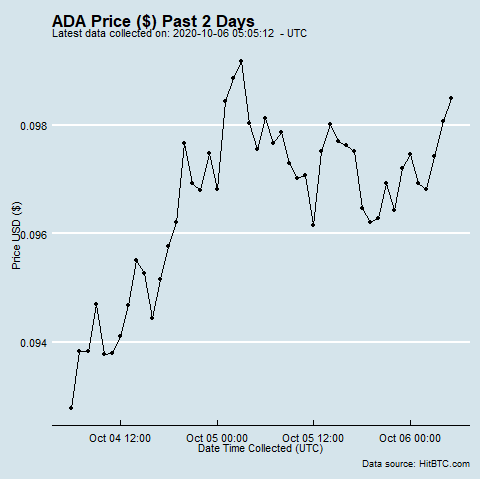 ADA Price ($) Past 2 Days
Latest data collected on: 2020-10-06 05:05:12 - UTC
0.098
0.096
0.094
Price USD ($)
Oct 04 12:00 Oct 05 00:00 Oct 05 12:00 Oct 06 00:00
Date Time Collected (UTC)
Data source: HitBTC.com